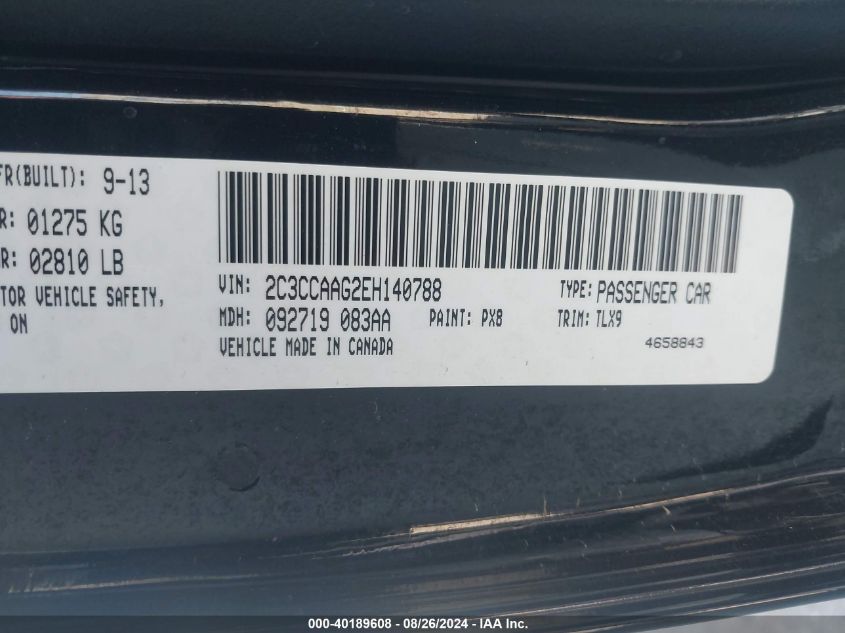 FR(BUILT): 9-13
R: 01275 KG
R: 02810 LB
TOR VEHICLE SAFETY,
ON
VIN: 2C3CCAAG2EH140788 TYPE: PASSENGER CAR
MDH: 092719 083AA PAINT: PX8 TRIM: TLX9
VEHICLE MADE IN CANADA 4658843
000-40189608 - 08/26/2024 - IAA Inc.